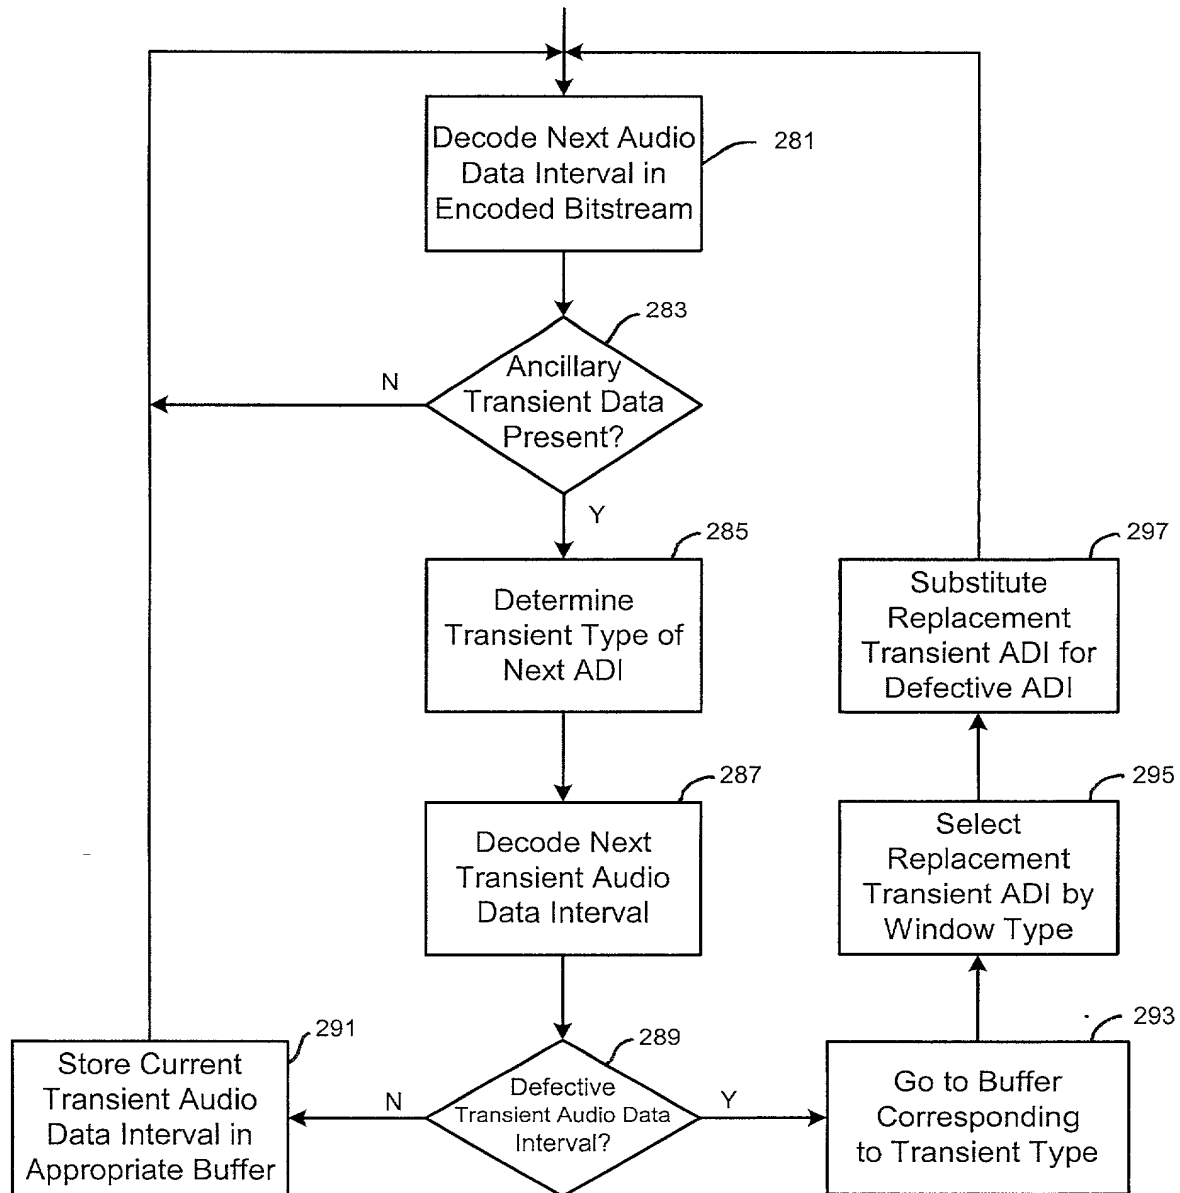 Decode Next Audio
Data Interval in
Encoded Bitstream
281
283
Ancillary
Transient Data
Present?
N
Y
285
Determine
Transient Type of
Next ADI
297
Substitute
Replacement
Transient ADI for
Defective ADI
287
Decode Next
Transient Audio
Data Interval
295
Select
Replacement
Transient ADI by
Window Type
291
Store Current
Transient Audio
Data Interval in
Appropriate Buffer
N
289
Defective
Transient Audio Data
Interval?
Y
293
Go to Buffer
Corresponding
to Transient Type